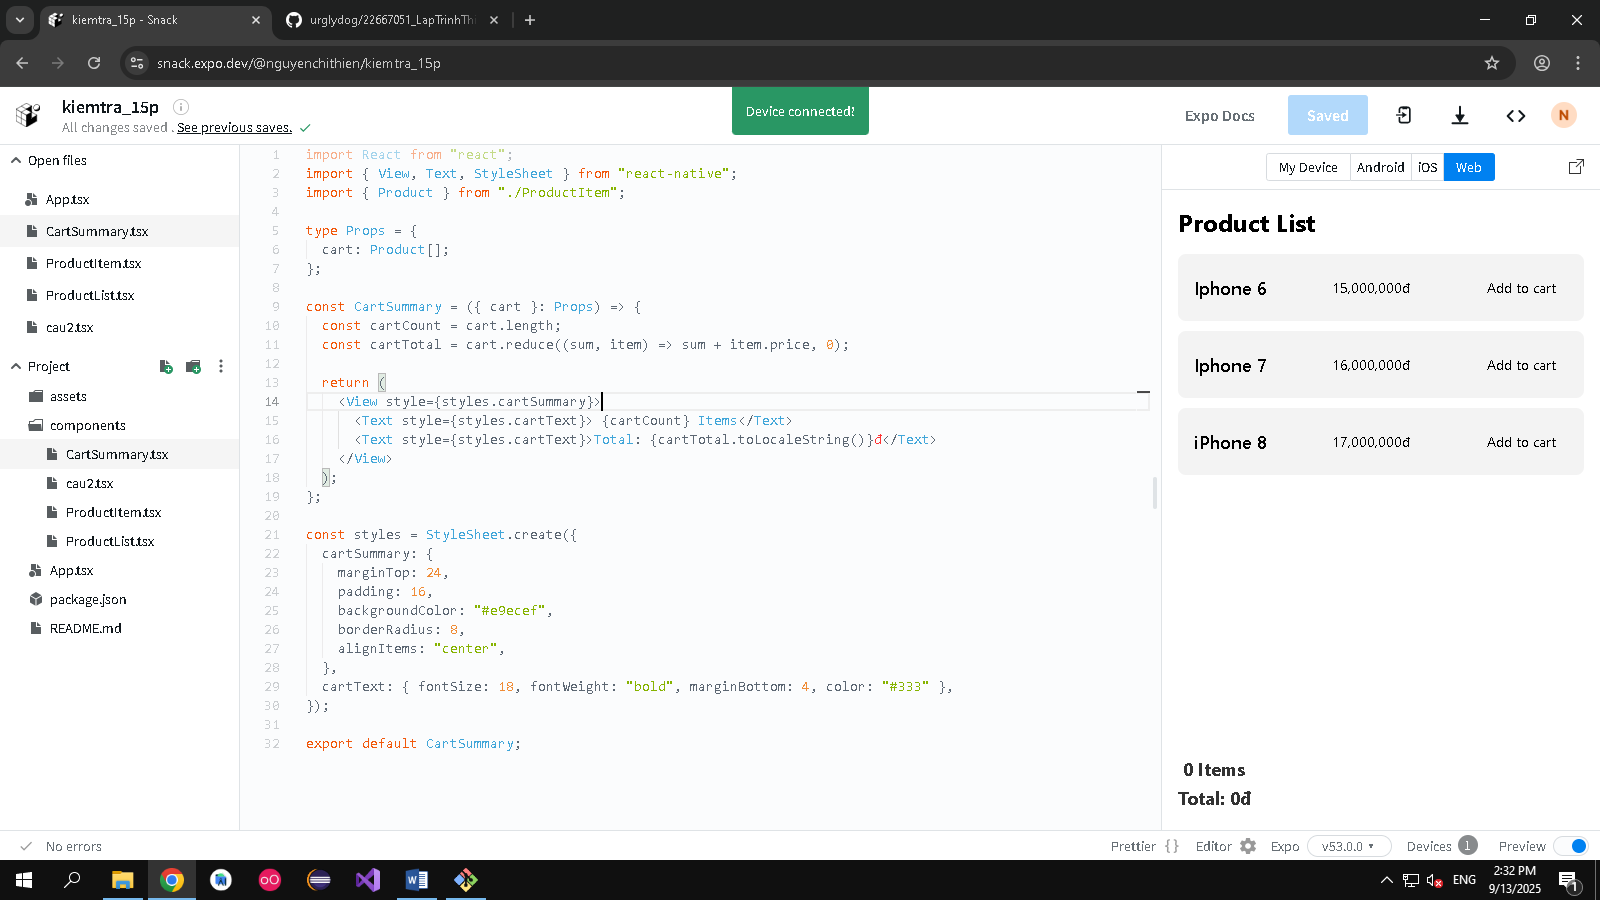 kiemtra_15p - Snack
urglydog/22667051_LapTrinhThi
snack.expo.dev/@nguyenchithien/kiemtra_15p
kiemtra_15p
All changes saved. See previous saves.
Device connected!
Expo Docs
Saved
N
Open files
App.tsx
CartSummary.tsx
ProductItem.tsx
ProductList.tsx
cau2.tsx
Project
assets
components
CartSummary.tsx
cau2.tsx
ProductItem.tsx
ProductList.tsx
App.tsx
package.json
README.md
1 import React from "react";
2 import { View, Text, StyleSheet } from "react-native";
3 import { Product } from "./ProductItem";
4
5 type Props = {
6 cart: Product[];
7 };
8
9 const CartSummary = ({ cart }: Props) => {
10 const cartCount = cart.length;
11 const cartTotal = cart.reduce((sum, item) => sum + item.price, 0);
12
13 return (
14 <View style={styles.cartSummary}>
15 <Text style={styles.cartText}> {cartCount} Items</Text>
16 <Text style={styles.cartText}>Total: {cartTotal.toLocaleString()}đ</Text>
17 </View>
18 );
19 };
20
21 const styles = StyleSheet.create({
22 cartSummary: {
23 marginTop: 24,
24 padding: 16,
25 backgroundColor: "#e9ecef",
26 borderRadius: 8,
27 alignItems: "center",
28 },
29 cartText: { fontSize: 18, fontWeight: "bold", marginBottom: 4, color: "#333" },
30 });
31
32 export default CartSummary;
My Device Android iOS Web
Product List
Iphone 6 15,000,000đ Add to cart
Iphone 7 16,000,000đ Add to cart
iPhone 8 17,000,000đ Add to cart
0 Items
Total: 0đ
No errors
Prettier { } Editor Expo v53.0.0 Devices 1 Preview
ENG
2:32 PM
9/13/2025
1